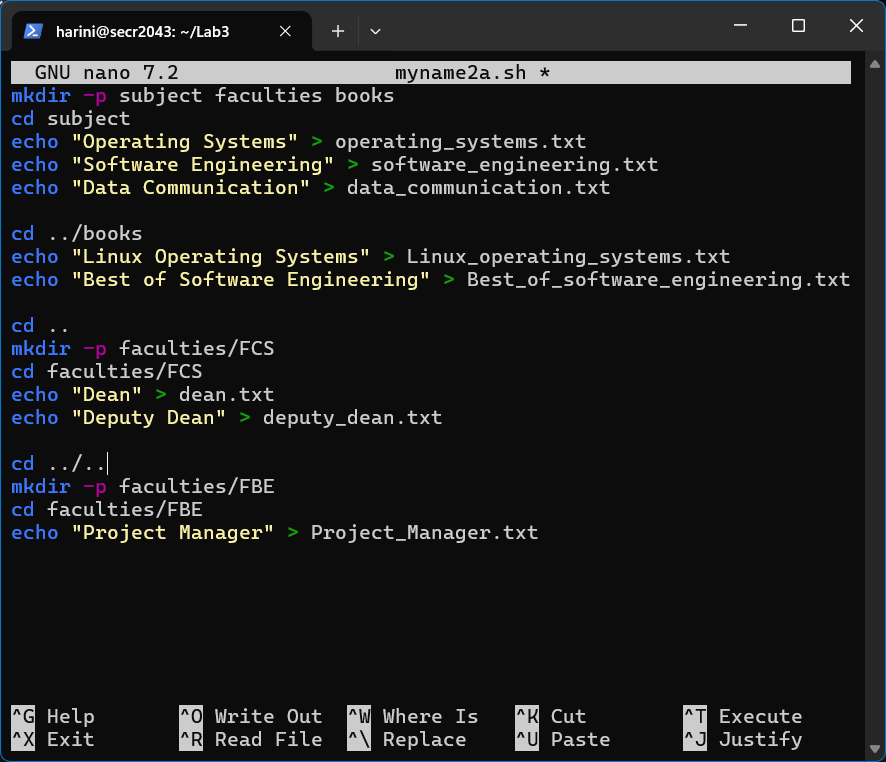 harini@secr2043: ~/Lab3
GNU nano 7.2 myname2a.sh *
mkdir -p subject faculties books
cd subject
echo "Operating Systems" > operating_systems.txt
echo "Software Engineering" > software_engineering.txt
echo "Data Communication" > data_communication.txt
cd ../books
echo "Linux Operating Systems" > Linux_operating_systems.txt
echo "Best of Software Engineering" > Best_of_software_engineering.txt
cd ..
mkdir -p faculties/FCS
cd faculties/FCS
echo "Dean" > dean.txt
echo "Deputy Dean" > deputy_dean.txt
cd ../..
mkdir -p faculties/FBE
cd faculties/FBE
echo "Project Manager" > Project_Manager.txt
^G Help ^O Write Out ^W Where Is ^K Cut ^T Execute
^X Exit ^R Read File ^\ Replace ^U Paste ^J Justify